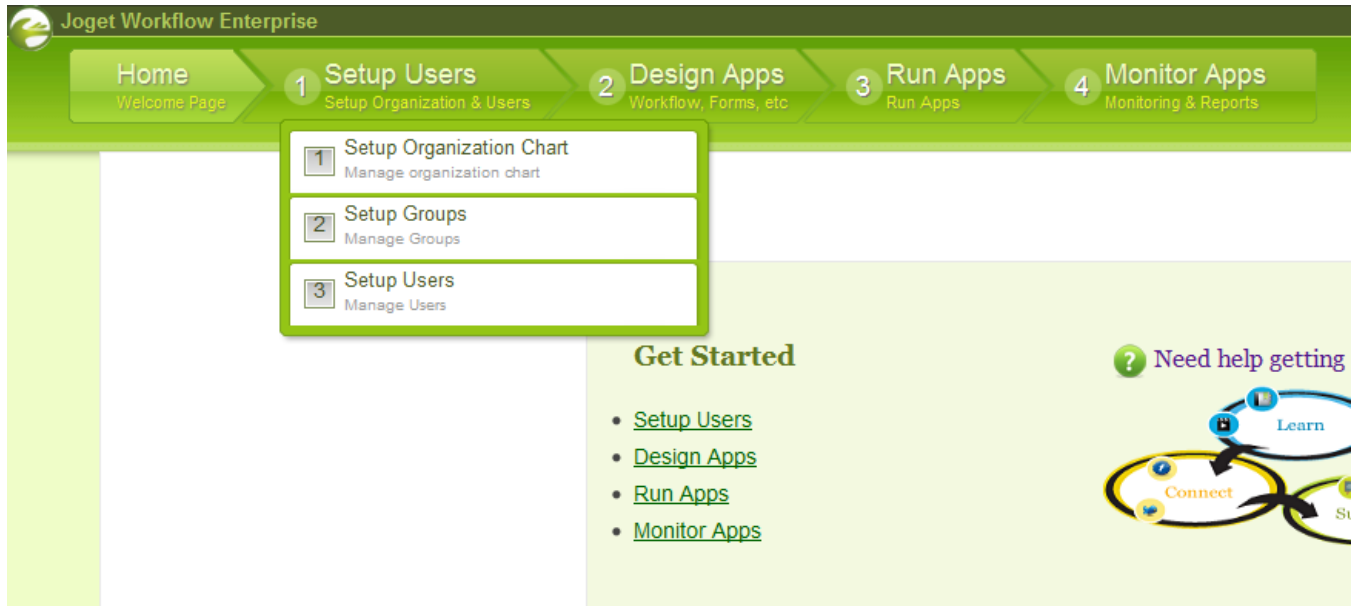 Joget Workflow Enterprise
Home
Welcome Page
1 Setup Users
Setup Organization & Users
2 Design Apps
Workflow, Forms, etc
3 Run Apps
Run Apps
4 Monitor Apps
Monitoring & Reports
1 Setup Organization Chart
Manage organization chart
2 Setup Groups
Manage Groups
3 Setup Users
Manage Users
Get Started
Setup Users
Design Apps
Run Apps
Monitor Apps
? Need help getting
Learn
Connect
Su